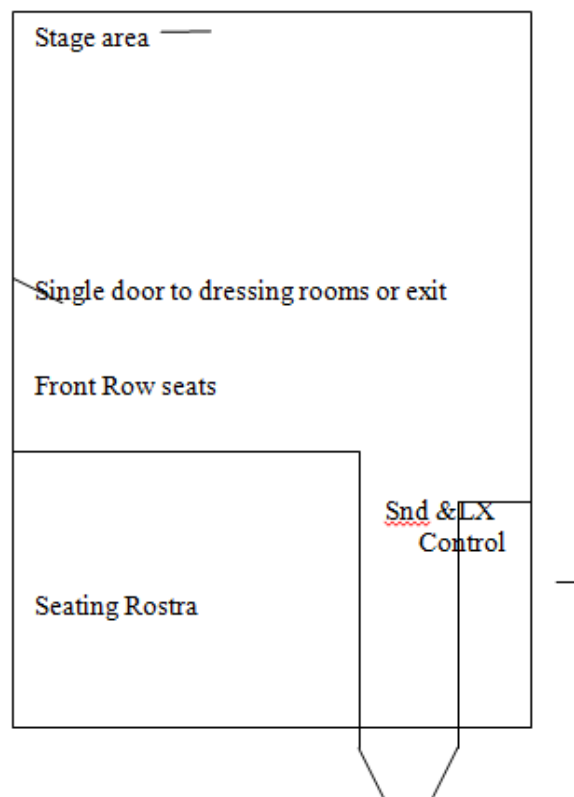 Stage area
Single door to dressing rooms or exit
Front Row seats
Snd &LX
Control
Seating Rostra